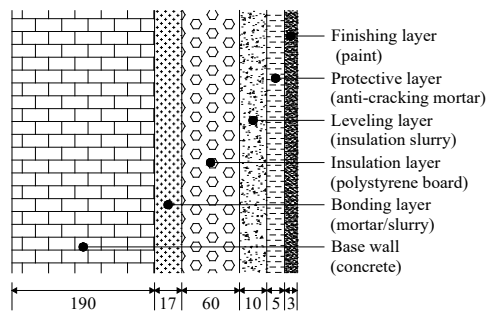 Finishing layer
(paint)
Protective layer
(anti-cracking mortar)
Leveling layer
(insulation slurry)
Insulation layer
(polystyrene board)
Bonding layer
(mortar/slurry)
Base wall
(concrete)
190 17 60 10 5 3